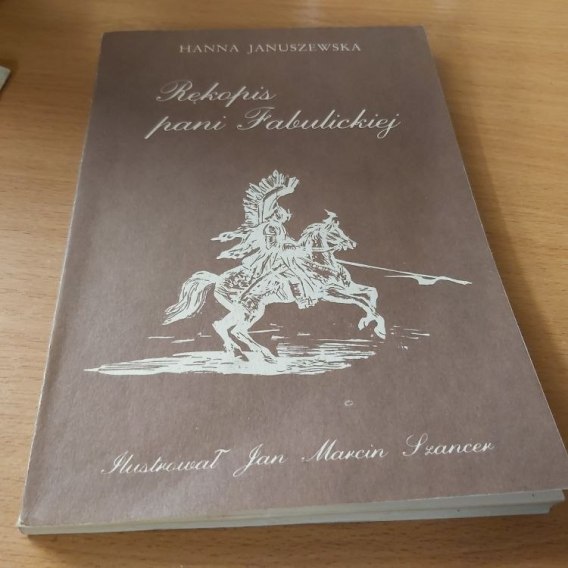 HANNA JANUSZEWSKA
Rękopis
pani Fabulickiej
Ilustrował Jan Marcin Szancer